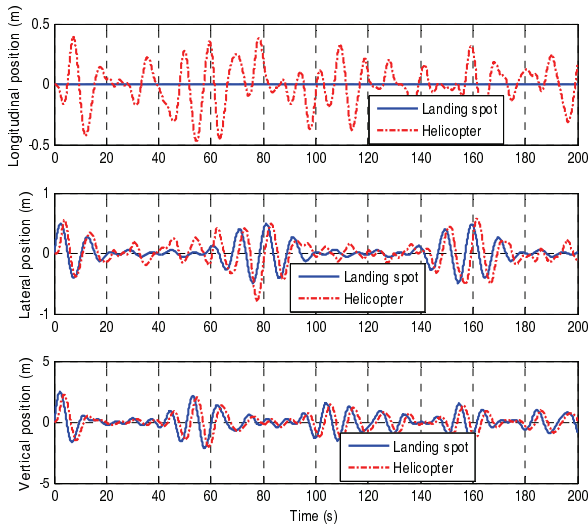 Longitudinal position (m)
0.5
0
-0.5
0 20 40 60 80 100 120 140 160 180 200
Landing spot
Helicopter
Lateral position (m)
1
0
-1
0 20 40 60 80 100 120 140 160 180 200
Landing spot
Helicopter
Vertical position (m)
5
0
-5
0 20 40 60 80 100 120 140 160 180 200
Landing spot
Helicopter
Time (s)